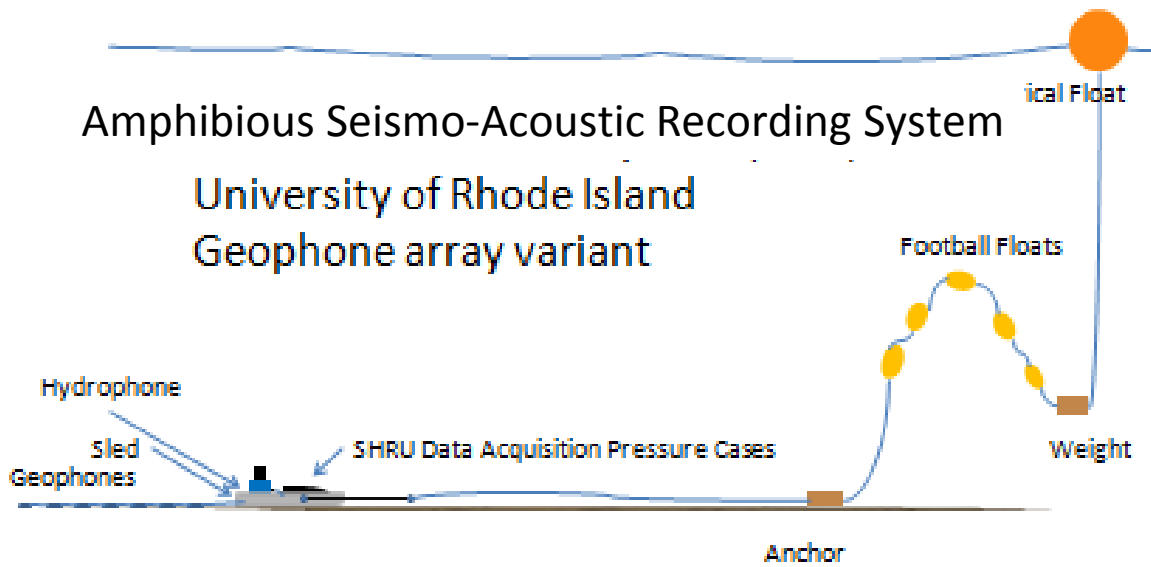 ical Float
Amphibious Seismo-Acoustic Recording System
University of Rhode Island
Geophone array variant
Football Floats
Hydrophone
Sled
SHRU Data Acquisition Pressure Cases
Weight
Geophones
Anchor